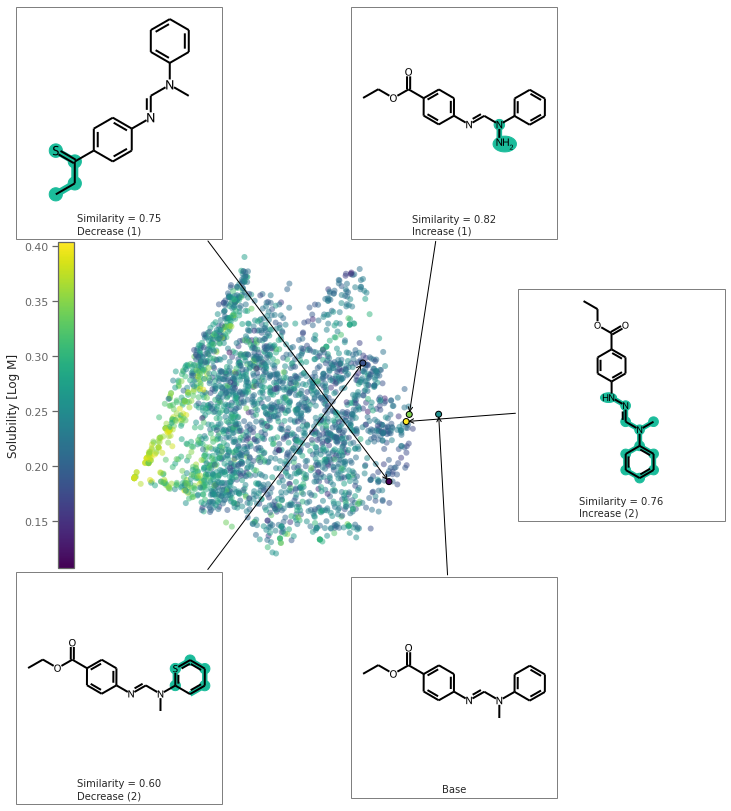 S
N
N
Similarity = 0.75
Decrease (1)
O
O
N
N
NH2
Similarity = 0.82
Increase (1)
0.40
0.35
0.30
0.25
0.20
0.15
Solubility [Log M]
O
O
HN
N
N
Similarity = 0.76
Increase (2)
O
O
S
N
N
Similarity = 0.60
Decrease (2)
O
O
N
N
Base